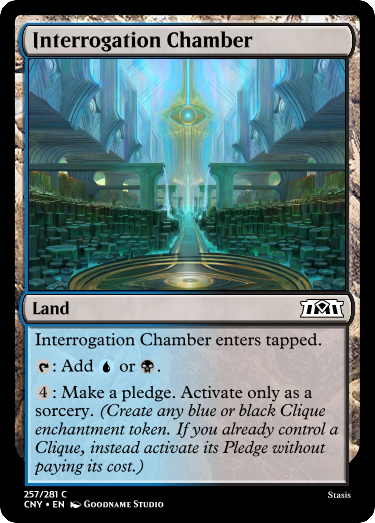 Interrogation Chamber
Land
Interrogation Chamber enters tapped.
: Add or .
4 : Make a pledge. Activate only as a
sorcery. (Create any blue or black Clique
enchantment token. If you already control a
Clique, instead activate its Pledge without
paying its cost.)
257/281 C
Stasis
CNY • EN Goodname Studio